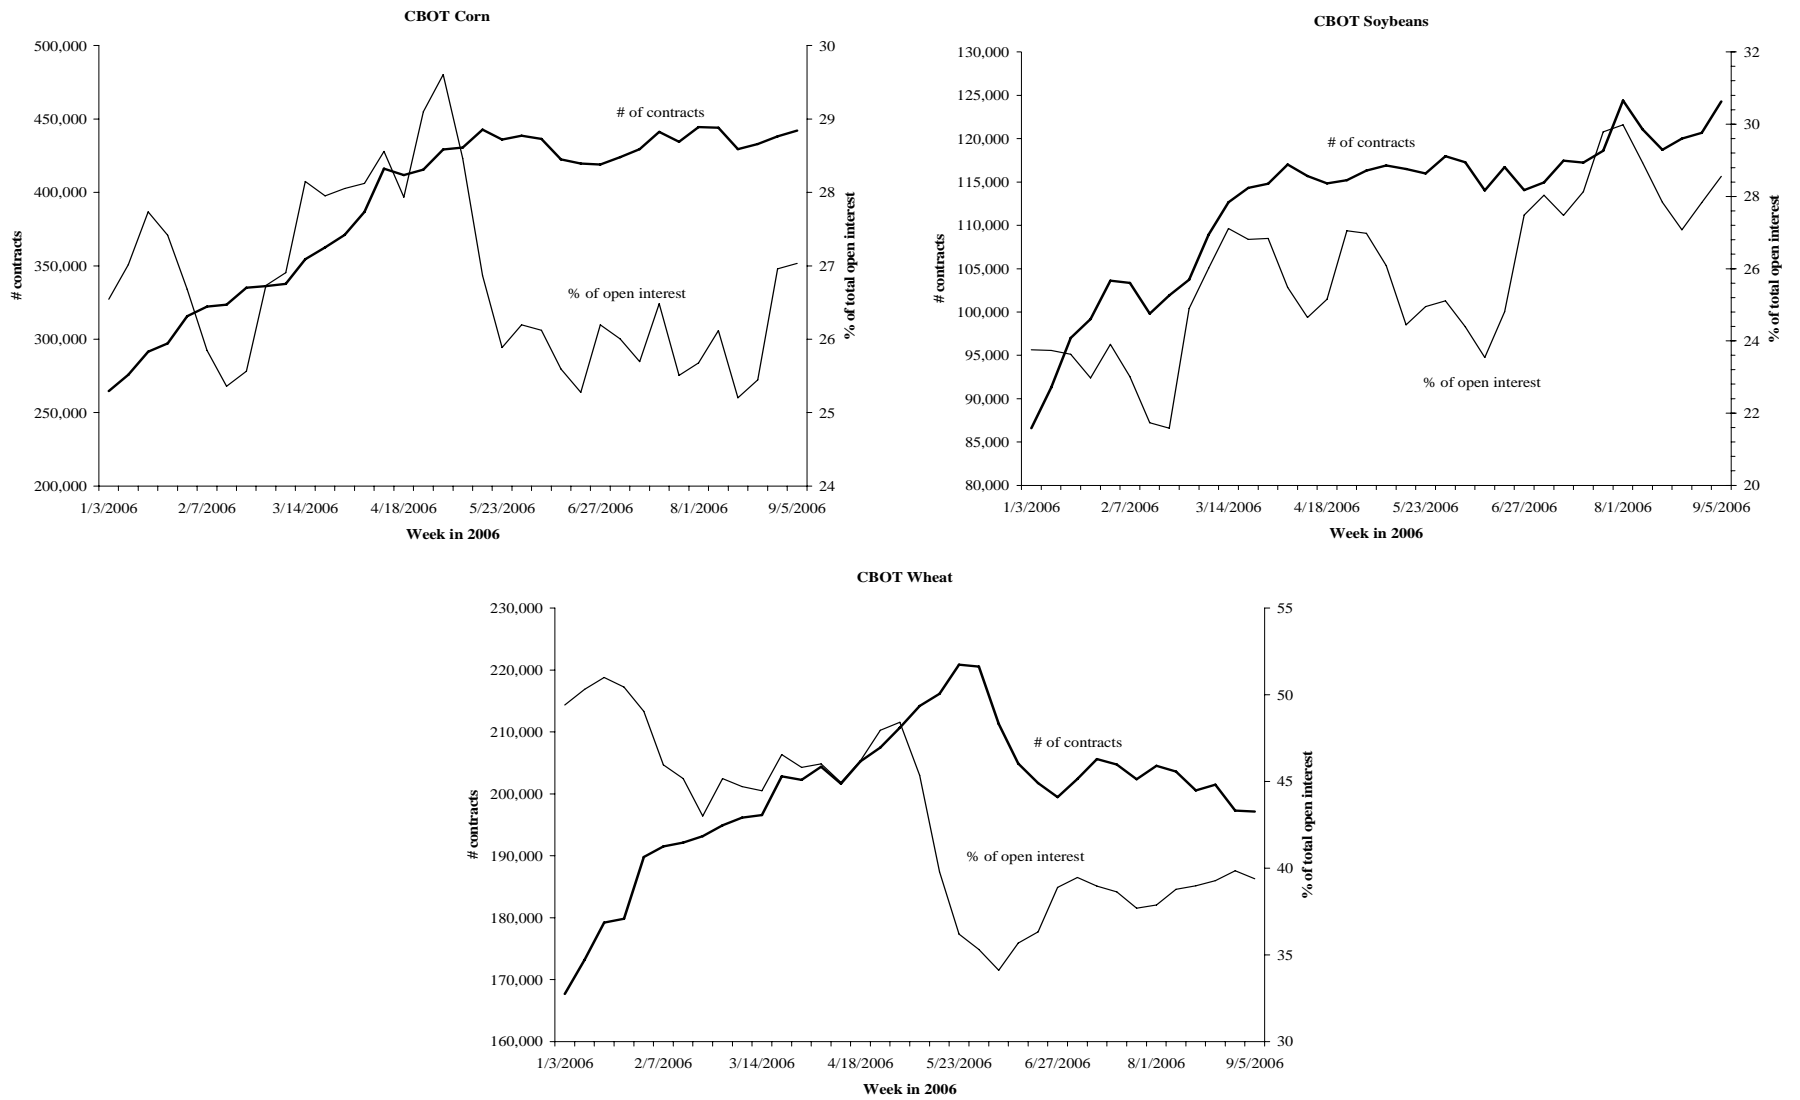 CBOT Corn
500,000
450,000
400,000
350,000
300,000
250,000
200,000
# contracts
30
29
28
27
26
25
24
% of total open interest
# of contracts
% of open interest
1/3/2006 2/7/2006 3/14/2006 4/18/2006 5/23/2006 6/27/2006 8/1/2006 9/5/2006
Week in 2006
CBOT Soybeans
130,000
125,000
120,000
115,000
110,000
105,000
100,000
95,000
90,000
85,000
80,000
# contracts
32
30
28
26
24
22
20
% of total open interest
# of contracts
% of open interest
1/3/2006 2/7/2006 3/14/2006 4/18/2006 5/23/2006 6/27/2006 8/1/2006 9/5/2006
Week in 2006
CBOT Wheat
230,000
220,000
210,000
200,000
190,000
180,000
170,000
160,000
# contracts
55
50
45
40
35
30
% of total open interest
# of contracts
% of open interest
1/3/2006 2/7/2006 3/14/2006 4/18/2006 5/23/2006 6/27/2006 8/1/2006 9/5/2006
Week in 2006